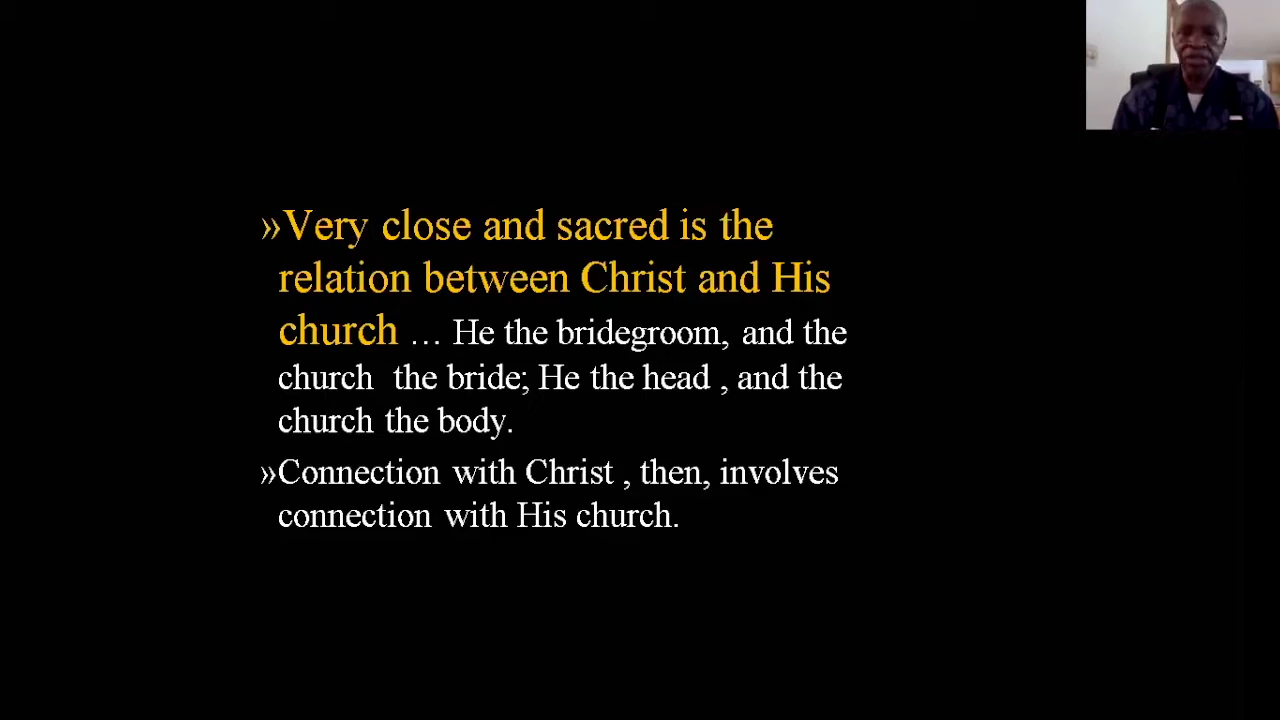 »Very close and sacred is the
relation between Christ and His
church ... He the bridegroom, and the
church the bride; He the head , and the
church the body.
»Connection with Christ , then, involves
connection with His church.